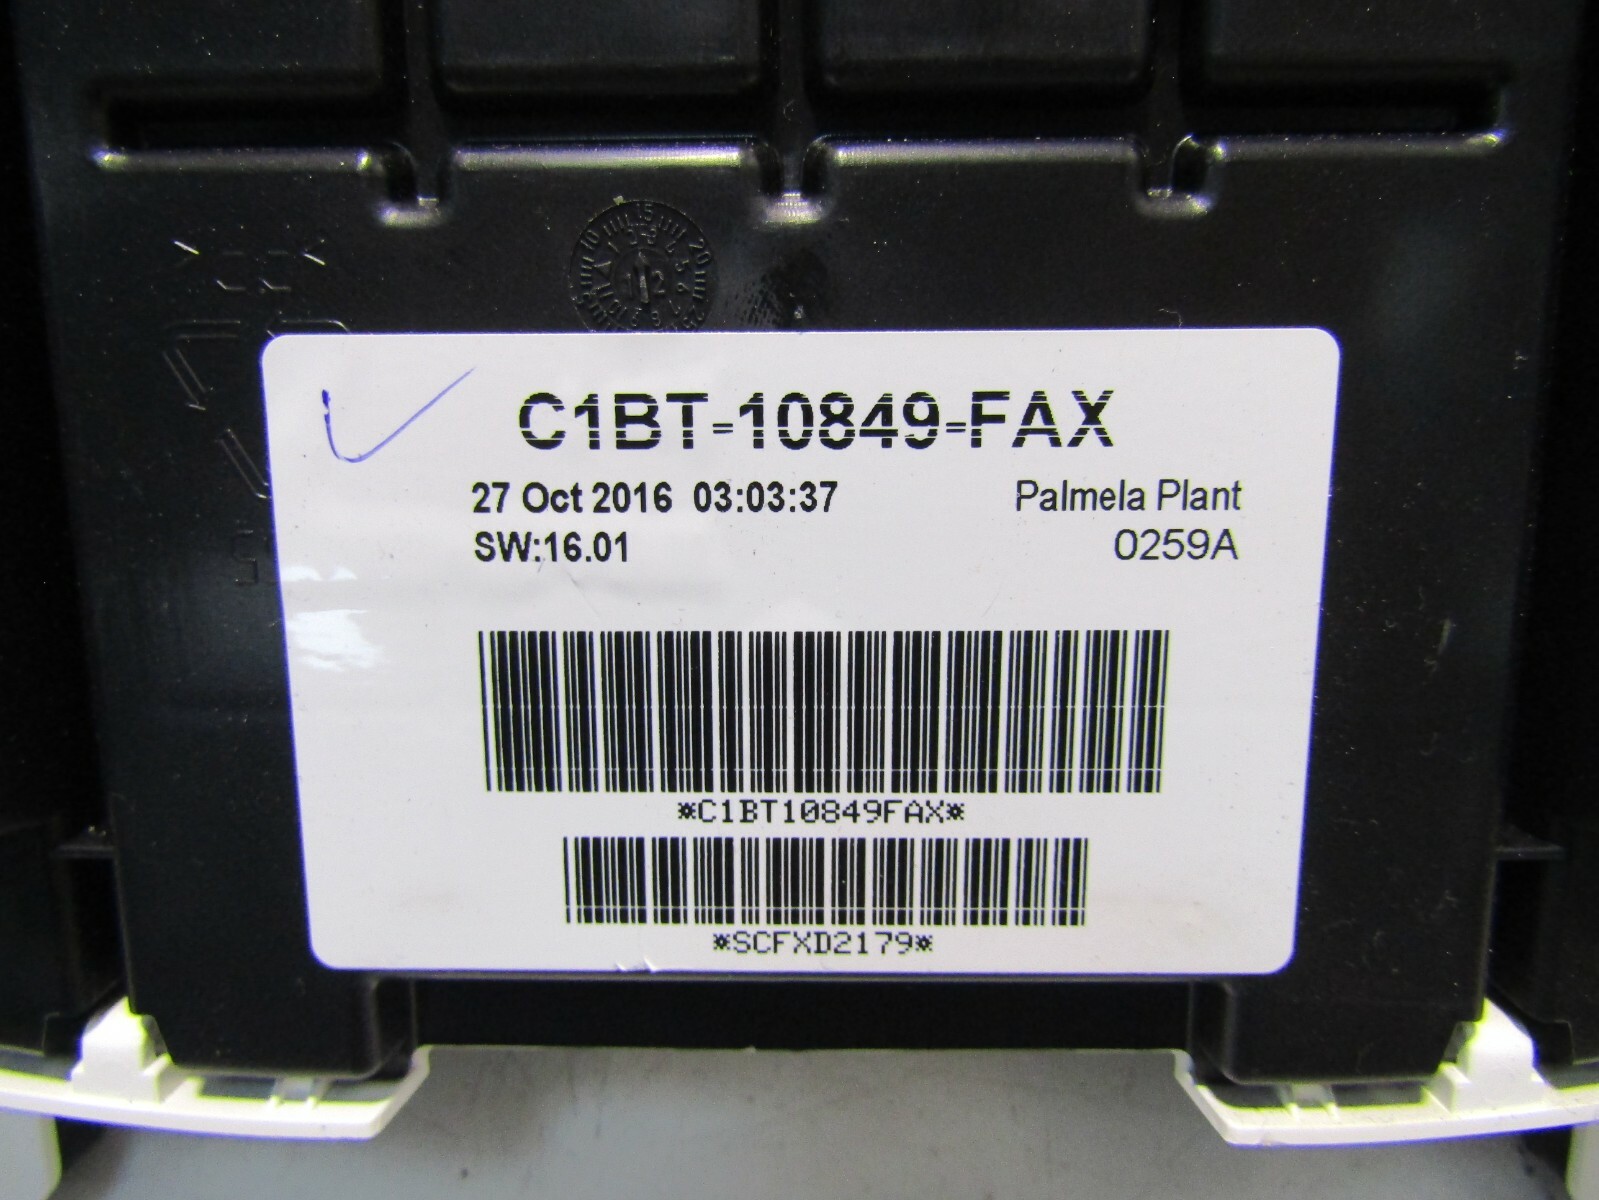 C1BT-10849-FAX
27 Oct 2016 03:03:37 Palmela Plant
SW:16.01 0259A
*C1BT10849FAX*
*SCFXD2179*